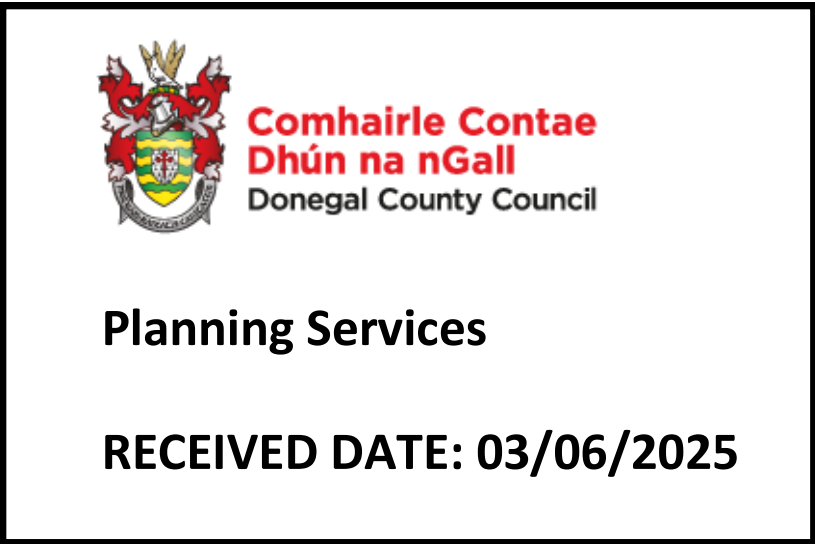 Comhairle Contae
Dhún na nGall
Donegal County Council
Planning Services
RECEIVED DATE: 03/06/2025